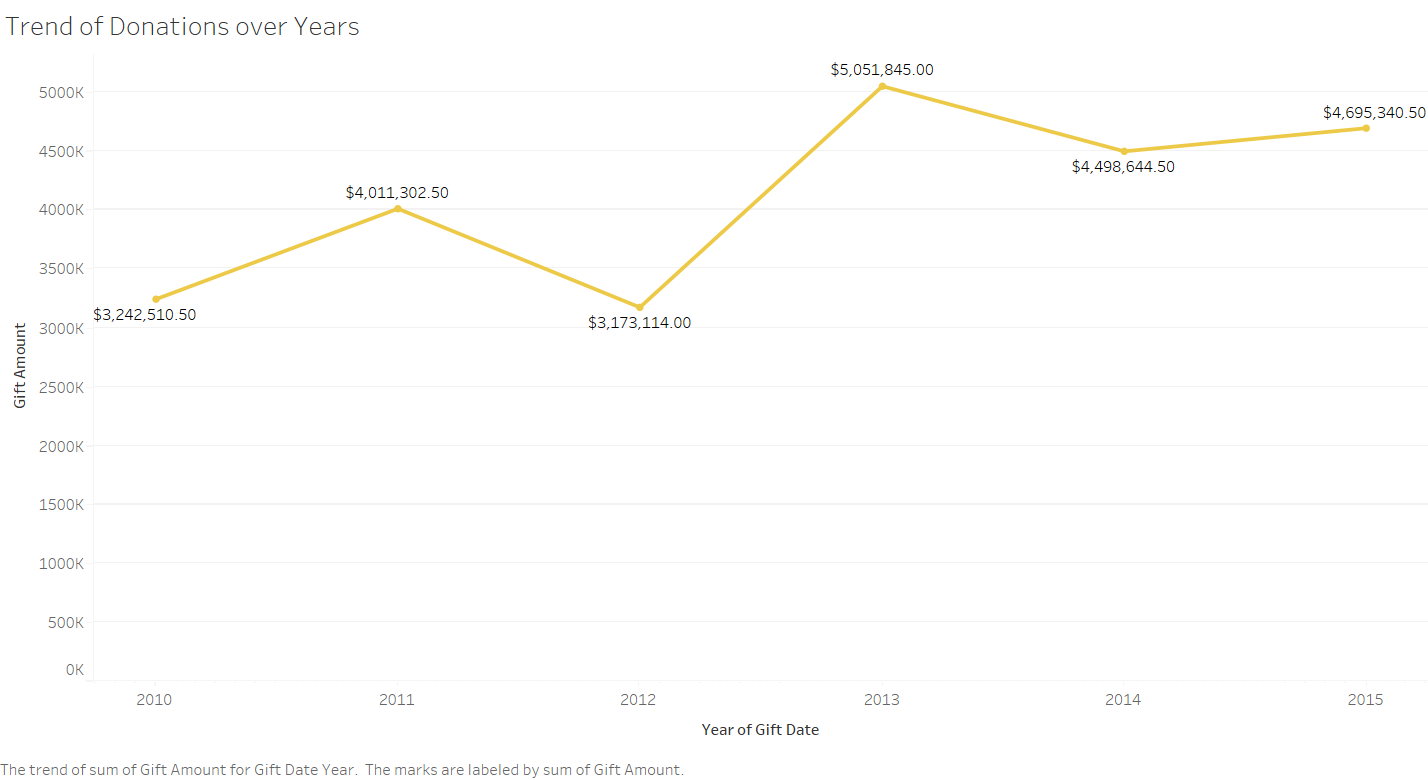 Trend of Donations over Years
$5,051,845.00
5000K
$4,695,340.50
4500K
$4,498,644.50
$4,011,302.50
4000K
3500K
$3,242,510.50
$3,173,114.00
3000K
Gift Amount
2500K
2000K
1500K
1000K
500K
0K
2010 2011 2012 2013 2014 2015
Year of Gift Date
The trend of sum of Gift Amount for Gift Date Year.  The marks are labeled by sum of Gift Amount.